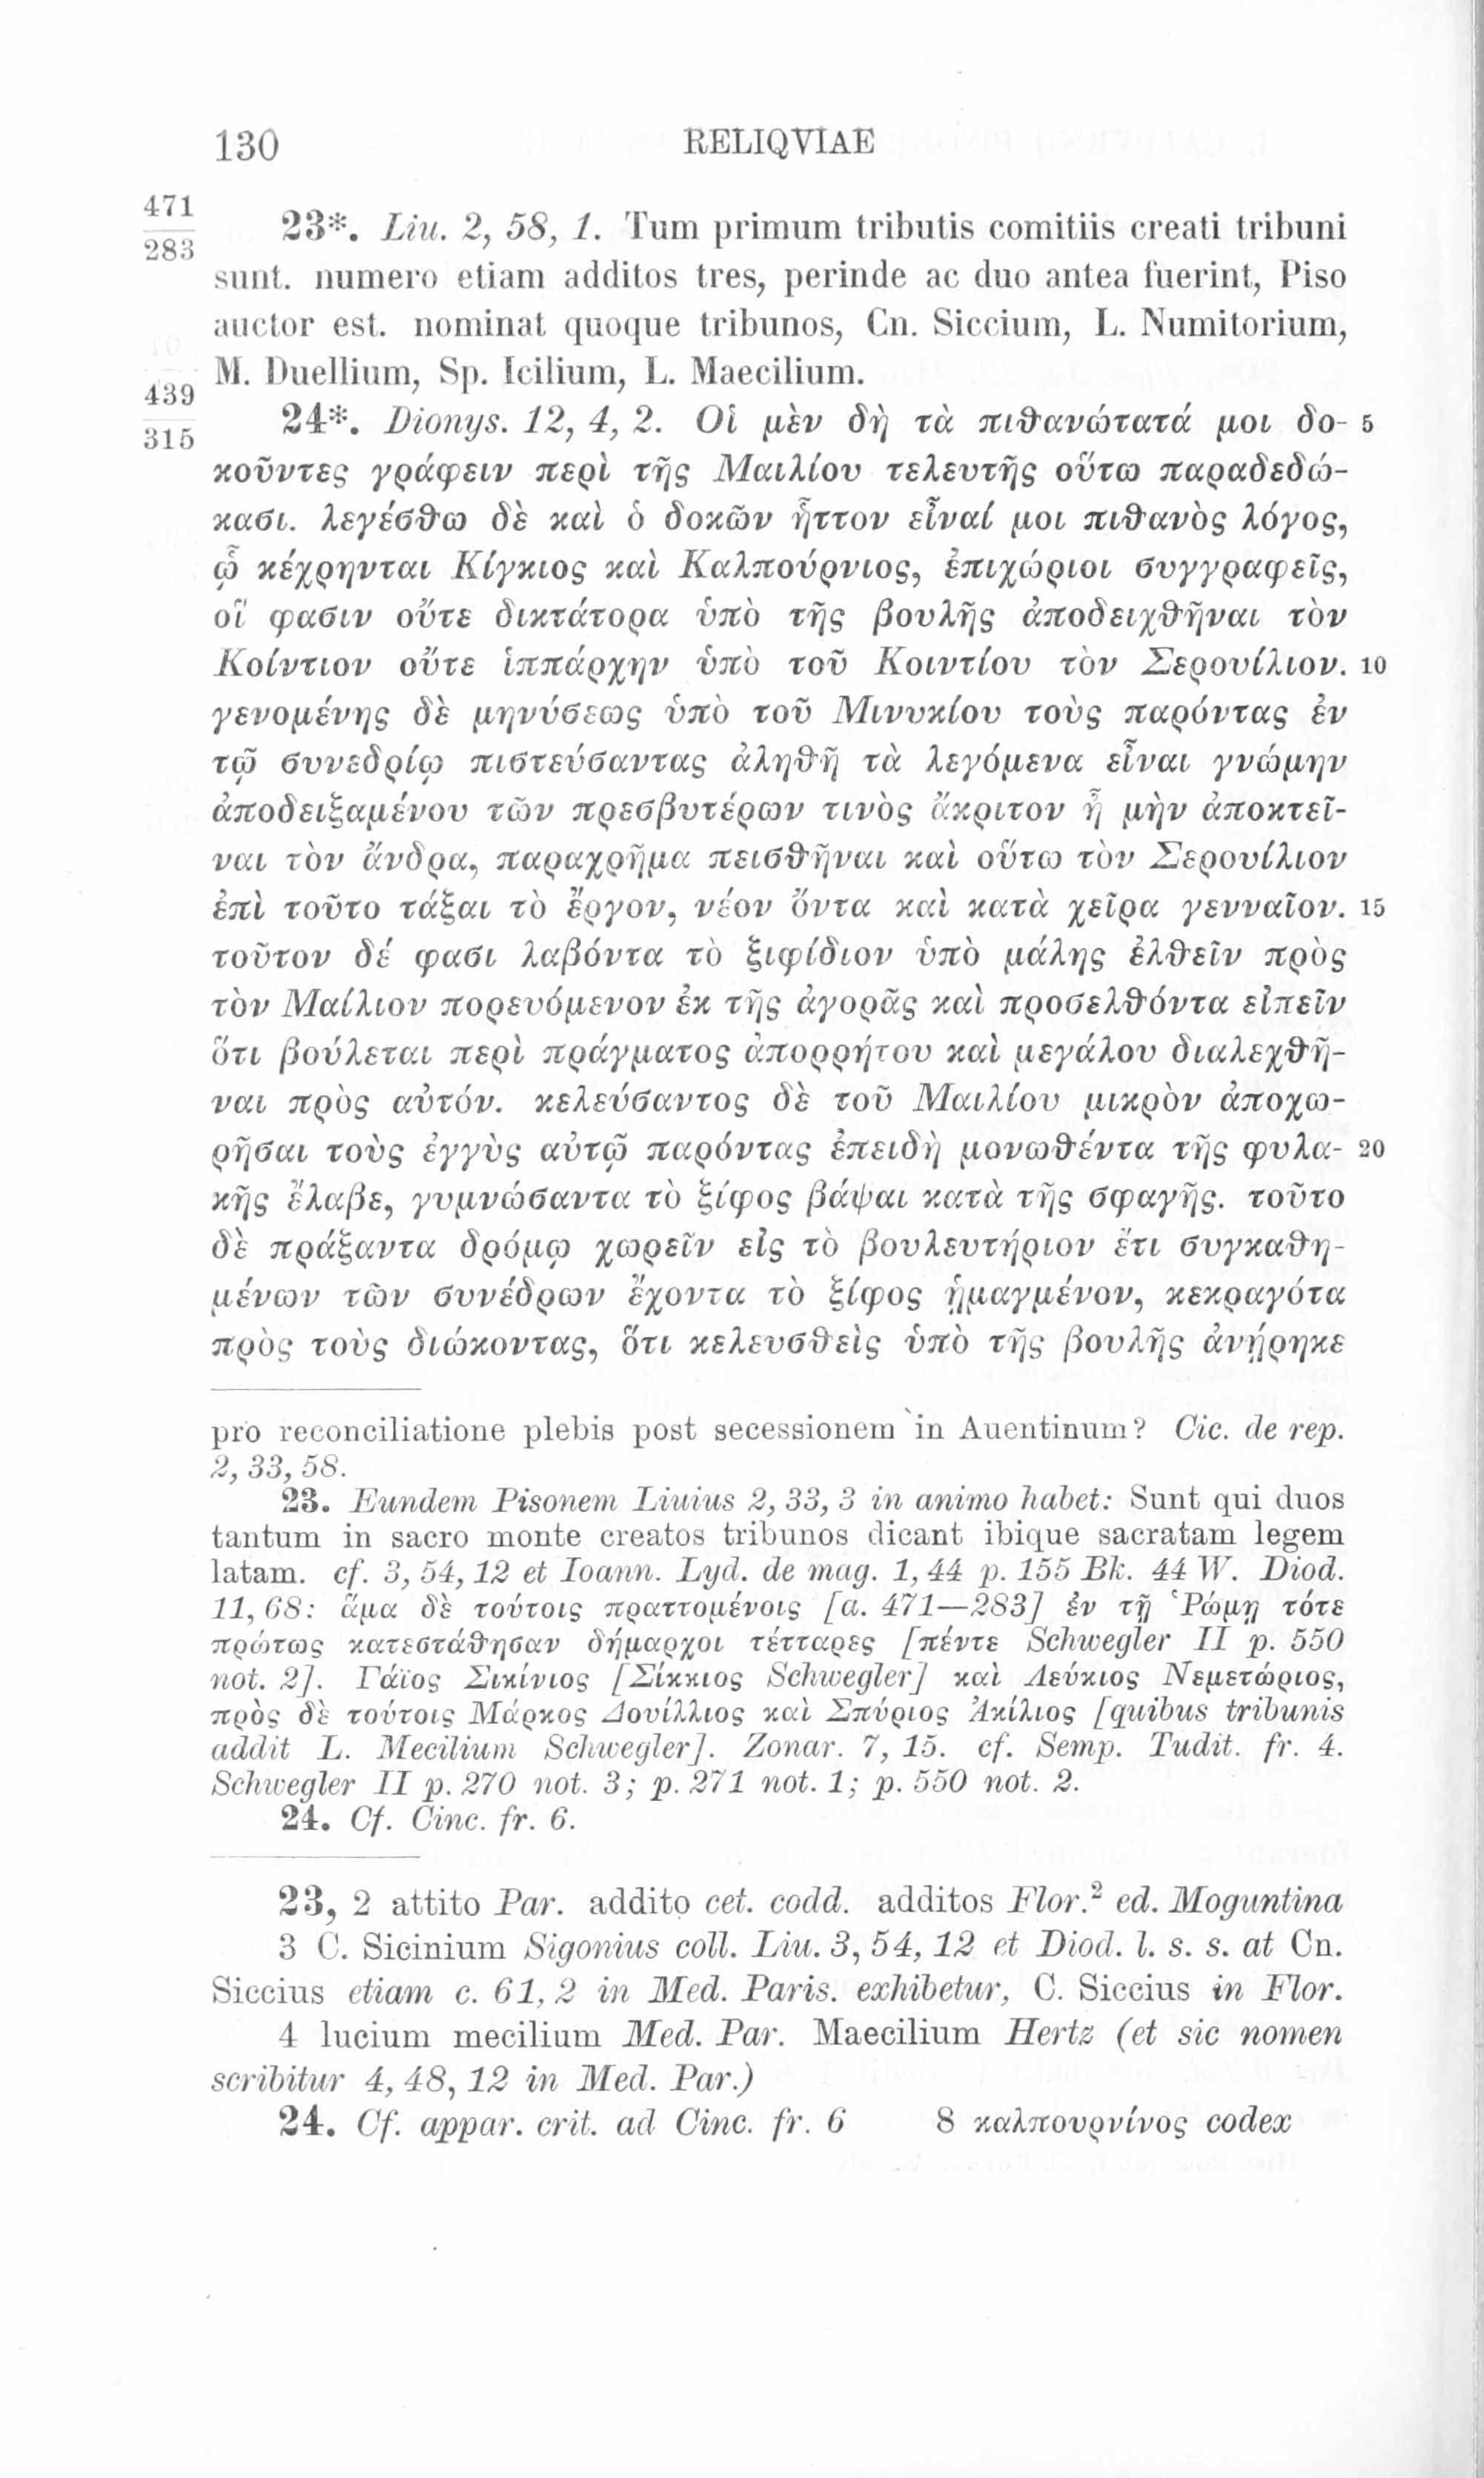 130 RELIQVIAE
471
283
23*. Liu. 2, 58, 1. Tum primum tributis comitiis creati tribuni
sunt. numero etiam additos tres, perinde ac duo antea fuerint, Piso
auctor est. nominat quoque tribunos, Cn. Siccium, L. Numitorium,
M. Duellium, Sp. Icilium, L. Maecilium.
439
315
24*. Dionys. 12, 4, 2. Οἱ μὲν δὴ τὰ πιθανώτατά μοι δο- 5
κοῦντες γράφειν περὶ τῆς Μαιλίου τελευτῆς οὕτω παραδεδώ-
κασι. λεγέσθω δὲ καὶ ὁ δοκῶν ἧττον εἶναί μοι πιθανὸς λόγος,
ᾧ κέχρηνται Κίγκιος καὶ Καλπούρνιος, ἐπιχώριοι συγγραφεῖς,
οἵ φασιν οὔτε δικτάτορα ὑπὸ τῆς βουλῆς ἀποδειχθῆναι τὸν
Κοίντιον οὔτε ἱππάρχην ὑπὸ τοῦ Κοιντίου τὸν Σερουίλιον. 10
γενομένης δὲ μηνύσεως ὑπὸ τοῦ Μινυκίου τοὺς παρόντας ἐν
τῷ συνεδρίῳ πιστεύσαντας ἀληθῆ τὰ λεγόμενα εἶναι γνώμην
ἀποδειξαμένου τῶν πρεσβυτέρων τινὸς ἄκριτον ἦ μὴν ἀποκτεῖ-
ναι τὸν ἄνδρα, παραχρῆμα πεισθῆναι καὶ οὕτω τὸν Σερουίλιον
ἐπὶ τοῦτο τάξαι τὸ ἔργον, νέον ὄντα καὶ κατὰ χεῖρα γενναῖον. 15
τοῦτον δέ φασι λαβόντα τὸ ξιφίδιον ὑπὸ μάλης ἐλθεῖν πρὸς
τὸν Μαίλιον πορευόμενον ἐκ τῆς ἀγορᾶς καὶ προσελθόντα εἰπεῖν
ὅτι βούλεται περὶ πράγματος ἀπορρήτου καὶ μεγάλου διαλεχθῆ-
ναι πρὸς αὐτόν. κελεύσαντος δὲ τοῦ Μαιλίου μικρὸν ἀποχω-
ρῆσαι τοὺς ἐγγὺς αὐτῷ παρόντας ἐπειδὴ μονωθέντα τῆς φυλα- 20
κῆς ἔλαβε, γυμνώσαντα τὸ ξίφος βάψαι κατὰ τῆς σφαγῆς. τοῦτο
δὲ πράξαντα δρόμῳ χωρεῖν εἰς τὸ βουλευτήριον ἔτι συγκαθη-
μένων τῶν συνέδρων ἔχοντα τὸ ξίφος ᾑμαγμένον, κεκραγότα
πρὸς τοὺς διώκοντας, ὅτι κελευσθεὶς ὑπὸ τῆς βουλῆς ἀνῄρηκε
pro reconciliatione plebis post secessionem in Auentinum? Cic. de rep.
2, 33, 58.
23. Eundem Pisonem Liuius 2, 33, 3 in animo habet: Sunt qui duos
tantum in sacro monte creatos tribunos dicant ibique sacratam legem
latam. cf. 3, 54, 12 et Ioann. Lyd. de mag. 1, 44 p. 155 Bk. 44 W. Diod.
11, 68: ἅμα δὲ τούτοις πραττομένοις [a. 471—283] ἐν τῇ Ῥώμῃ τότε
πρώτως κατεστάθησαν δήμαρχοι τέτταρες [πέντε Schwegler II p. 550
not. 2]. Γάϊος Σικίνιος [Σίκκιος Schwegler] καὶ Λεύκιος Νεμετώριος,
πρὸς δὲ τούτοις Μάρκος Δουίλλιος καὶ Σπύριος Ἀκίλιος [quibus tribunis
addit L. Mecilium Schwegler]. Zonar. 7, 15. cf. Semp. Tudit. fr. 4.
Schwegler II p. 270 not. 3; p. 271 not. 1; p. 550 not. 2.
24. Cf. Cinc. fr. 6.
23, 2 attito Par. addito cet. codd. additos Flor.² ed. Moguntina
3 C. Sicinium Sigonius coll. Liu. 3, 54, 12 et Diod. l. s. s. at Cn.
Siccius etiam c. 61, 2 in Med. Paris. exhibetur, C. Siccius in Flor.
4 lucium mecilium Med. Par. Maecilium Hertz (et sic nomen
scribitur 4, 48, 12 in Med. Par.)
24. Cf. appar. crit. ad Cinc. fr. 6 8 καλπουρνίνος codex